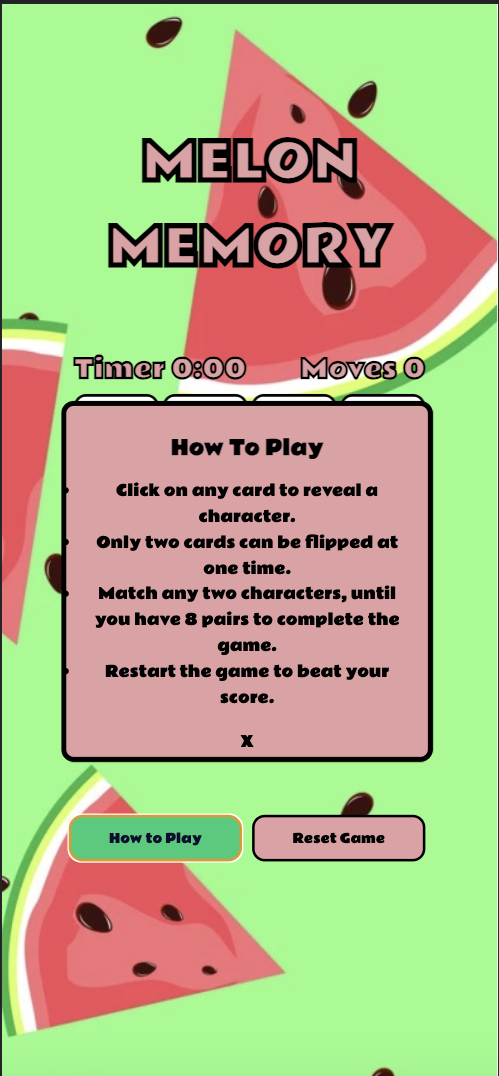 MELON
MEMORY
Timer 0:00 Moves 0
How To Play
Click on any card to reveal a
character.
Only two cards can be flipped at
one time.
Match any two characters, until
you have 8 pairs to complete the
game.
Restart the game to beat your
score.
X
How to Play Reset Game